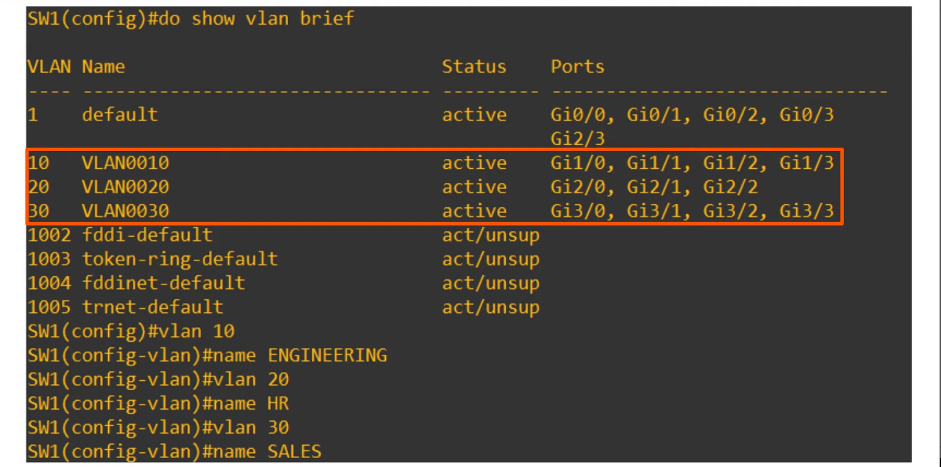 SW1(config)#do show vlan brief
VLAN Name                             Status    Ports
---- -------------------------------- --------- -------------------------------
1    default                          active    Gi0/0, Gi0/1, Gi0/2, Gi0/3
                                                Gi2/3
10   VLAN0010                         active    Gi1/0, Gi1/1, Gi1/2, Gi1/3
20   VLAN0020                         active    Gi2/0, Gi2/1, Gi2/2
30   VLAN0030                         active    Gi3/0, Gi3/1, Gi3/2, Gi3/3
1002 fddi-default                     act/unsup
1003 token-ring-default               act/unsup
1004 fddinet-default                  act/unsup
1005 trnet-default                    act/unsup
SW1(config)#vlan 10
SW1(config-vlan)#name ENGINEERING
SW1(config-vlan)#vlan 20
SW1(config-vlan)#name HR
SW1(config-vlan)#vlan 30
SW1(config-vlan)#name SALES